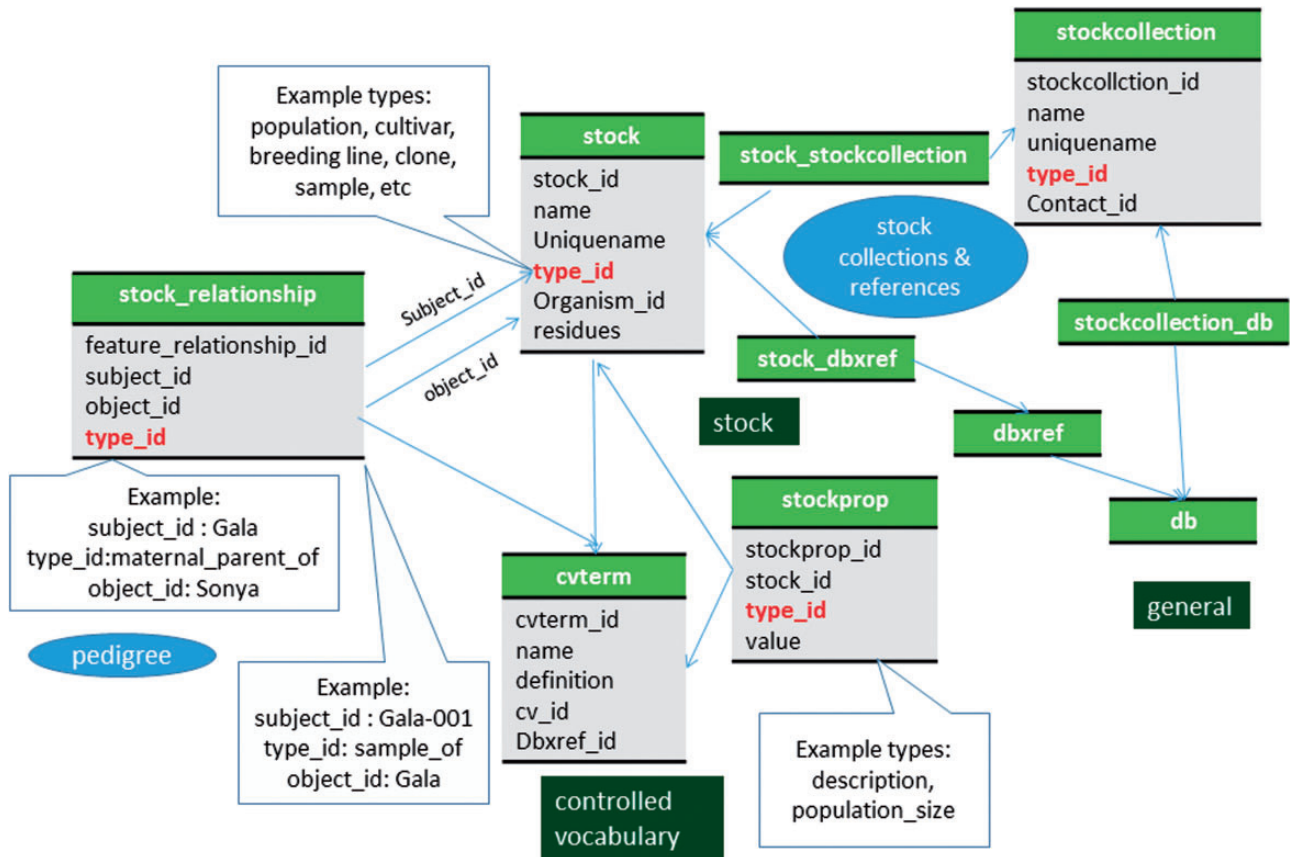 stockcollection
stockcollction_id
name
uniquename
type_id
Contact_id
Example types:
population, cultivar,
breeding line, clone,
sample, etc
stock
stock_id
name
Uniquename
type_id
Organism_id
residues
stock_stockcollection
stock
collections &
references
stock_relationship
feature_relationship_id
subject_id
object_id
type_id
Subject_id
object_id
stockcollection_db
stock_dbxref
stock
dbxref
db
general
Example:
subject_id : Gala
type_id:maternal_parent_of
object_id: Sonya
pedigree
Example:
subject_id : Gala-001
type_id: sample_of
object_id: Gala
cvterm
cvterm_id
name
definition
cv_id
Dbxref_id
controlled
vocabulary
stockprop
stockprop_id
stock_id
type_id
value
Example types:
description,
population_size